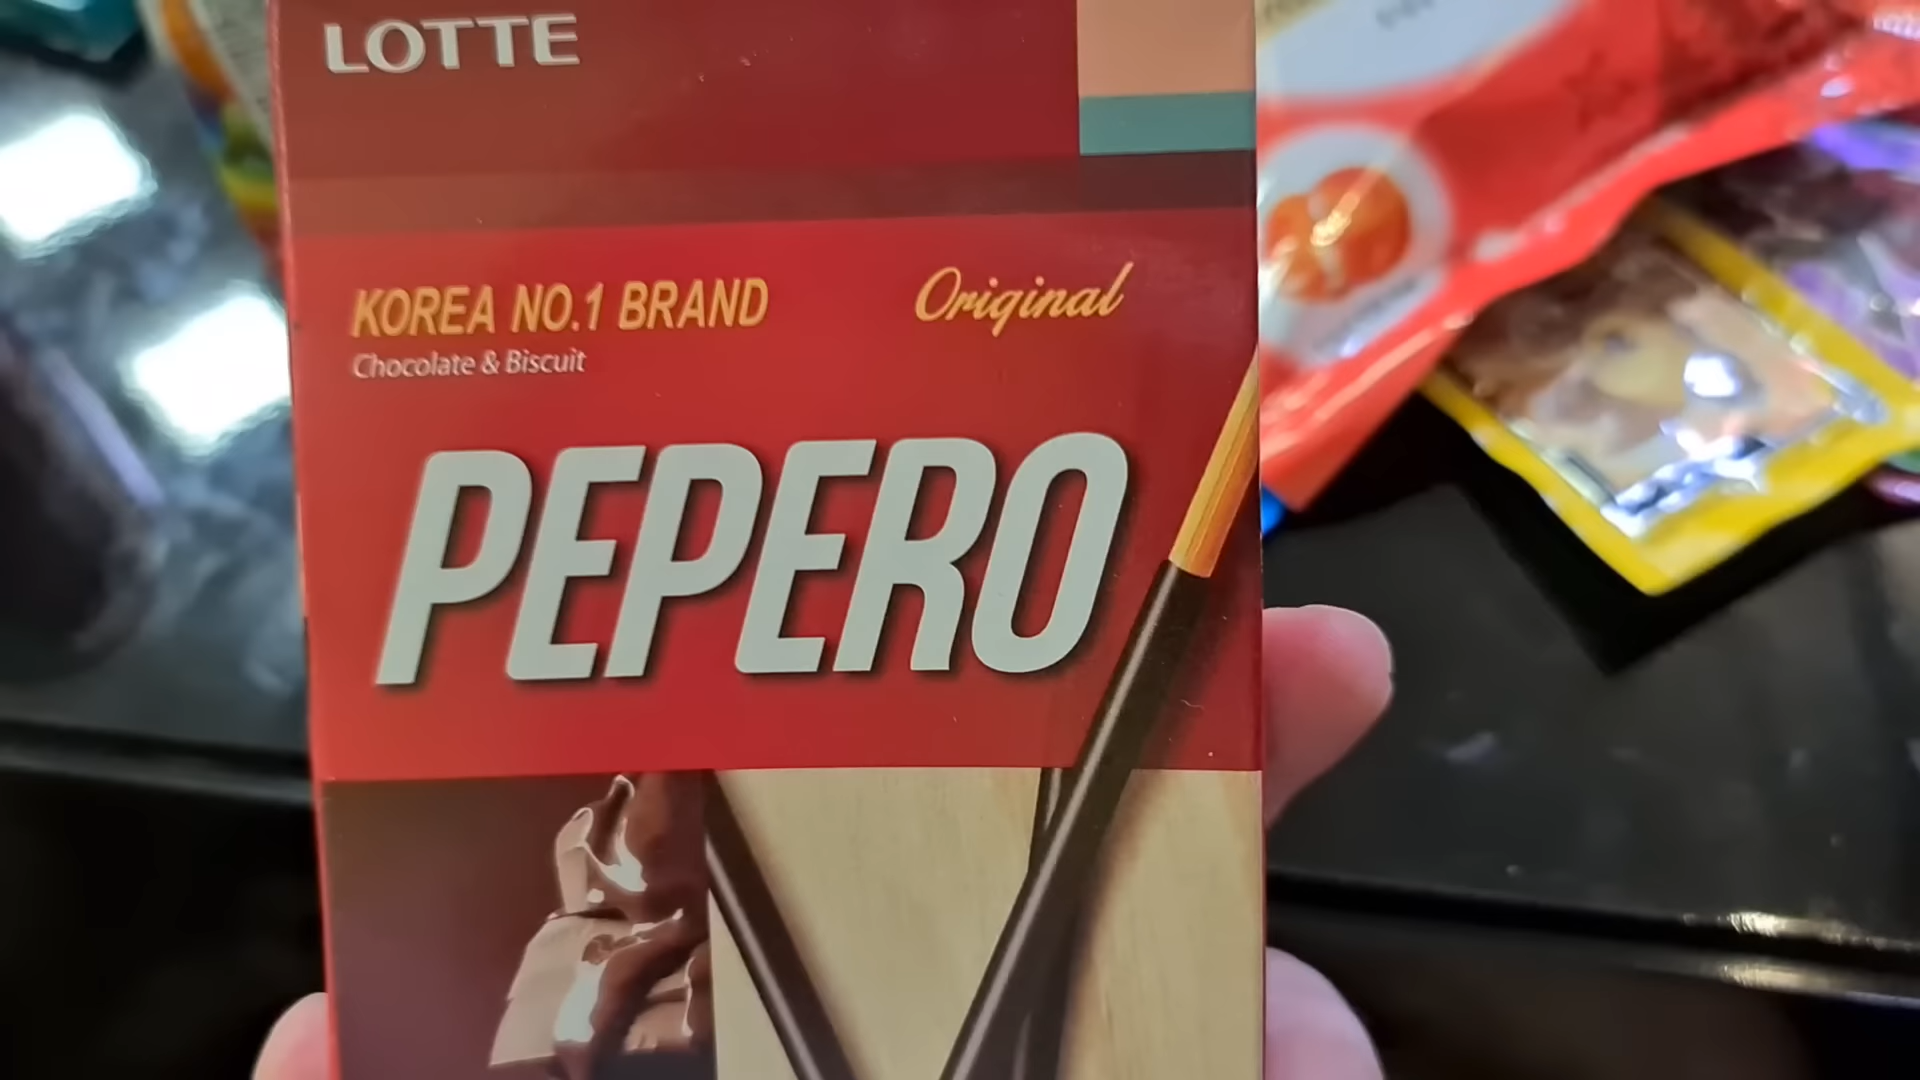 LOTTE
KOREA NO.1 BRAND
Original
Chocolate & Biscuit
PEPERO